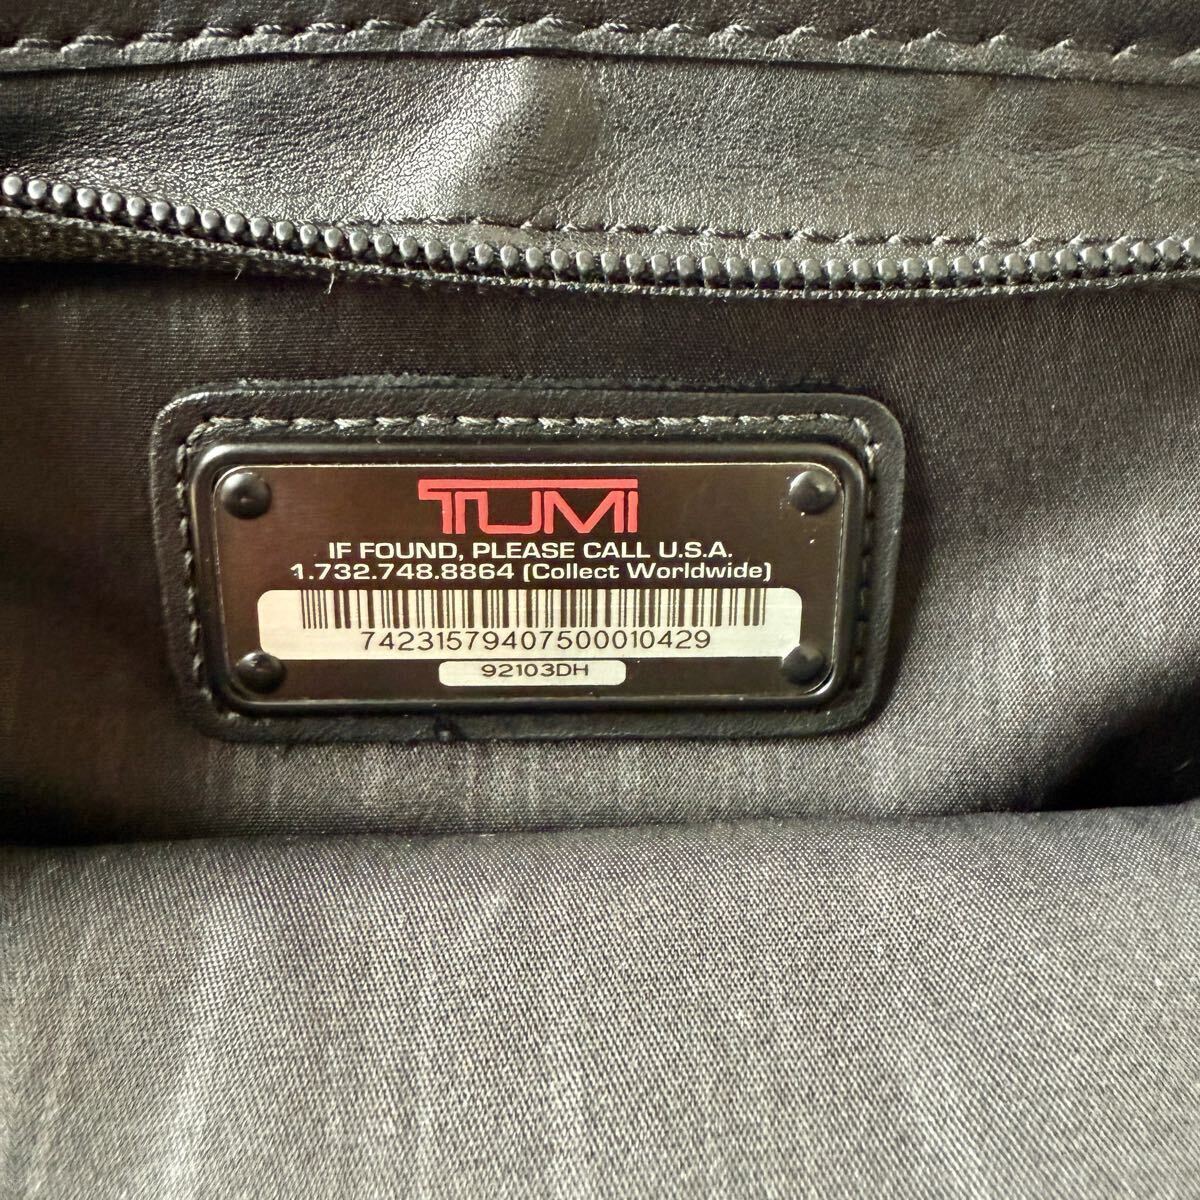 TUMI
IF FOUND, PLEASE CALL U.S.A.
1.732.748.8864 (Collect Worldwide)
74231579407500010429
92103DH